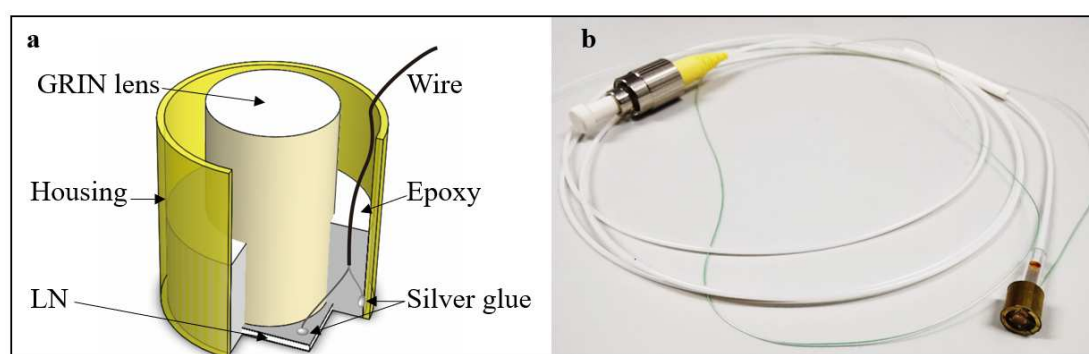 a
GRIN lens
Wire
Housing
Epoxy
LN
Silver glue
b